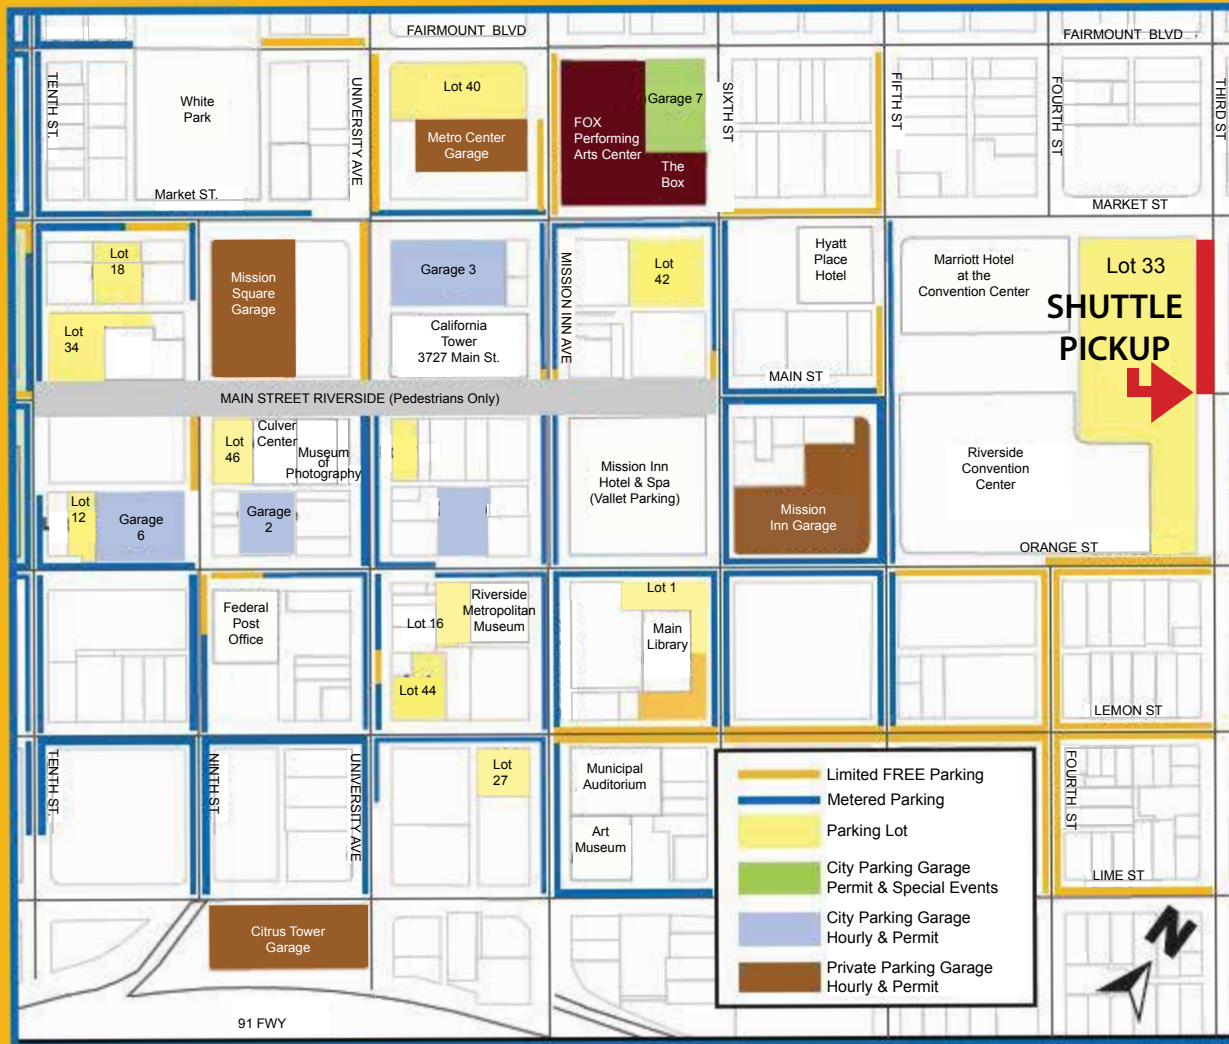 FAIRMOUNT BLVD
FAIRMOUNT BLVD
TENTH ST.
White
Park
UNIVERSITY AVE
Lot 40
Metro Center
Garage
FOX
Performing
Arts Center
Garage 7
The
Box
SIXTH ST
FIFTH ST
FOURTH ST
THIRD ST
Market ST.
MARKET ST
Lot
18
Lot
34
Mission
Square
Garage
Garage 3
California
Tower
3727 Main St.
MISSION INN AVE
Lot
42
Hyatt
Place
Hotel
Marriott Hotel
at the
Convention Center
Lot 33
SHUTTLE
PICKUP
MAIN ST
MAIN STREET RIVERSIDE (Pedestrians Only)
Lot
46
Culver
Center
Museum
of
Photography
Lot
12
Garage
6
Garage
2
Mission Inn
Hotel & Spa
(Vallet Parking)
Mission
Inn Garage
Riverside
Convention
Center
ORANGE ST
Federal
Post
Office
Lot 16
Riverside
Metropolitan
Museum
Lot 44
Lot 1
Main
Library
LEMON ST
TENTH ST.
NINTH ST.
UNIVERSITY AVE
Lot
27
Municipal
Auditorium
Art
Museum
FOURTH ST
LIME ST
Limited FREE Parking
Metered Parking
Parking Lot
City Parking Garage
Permit & Special Events
City Parking Garage
Hourly & Permit
Private Parking Garage
Hourly & Permit
N
Citrus Tower
Garage
91 FWY